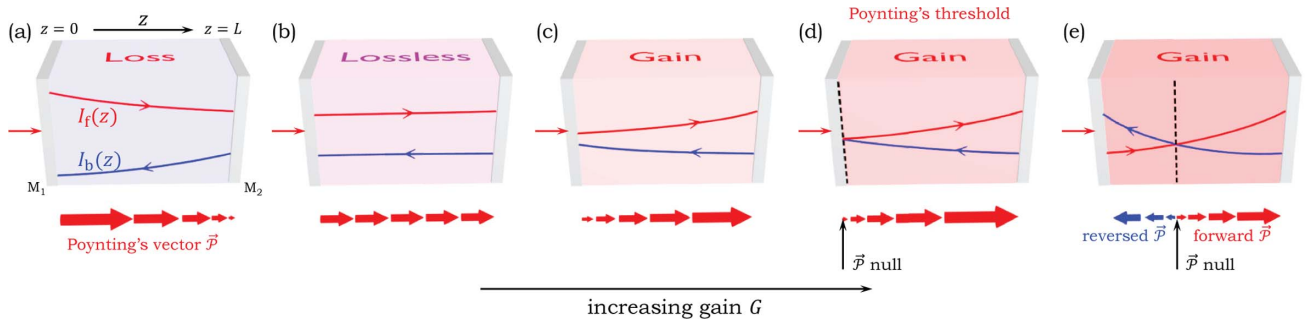 Poynting's threshold
(a) z = 0 Z z = L (b) (c) (d) (e)
Loss Lossless Gain Gain Gain
I_f(z)
I_b(z)
M₁ M₂
Poynting's vector 𝒫⃗ reversed 𝒫⃗ forward 𝒫⃗
𝒫⃗ null 𝒫⃗ null
increasing gain G